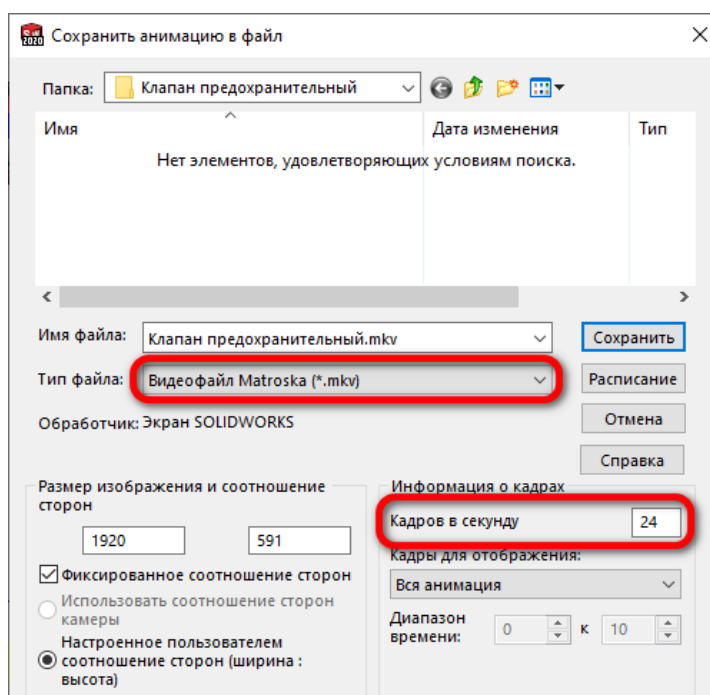 SW 2020 Сохранить анимацию в файл
Папка: Клапан предохранительный
Имя Дата изменения Тип
Нет элементов, удовлетворяющих условиям поиска.
Имя файла: Клапан предохранительный.mkv Сохранить
Тип файла: Видеофайл Matroska (*.mkv) Расписание
Обработчик: Экран SOLIDWORKS Отмена
Справка
Размер изображения и соотношение
сторон
1920 591
Фиксированное соотношение сторон
Использовать соотношение сторон
камеры
Настроенное пользователем
соотношение сторон (ширина :
высота)
Информация о кадрах
Кадров в секунду 24
Кадры для отображения:
Вся анимация
Диапазон
времени: 0 к 10